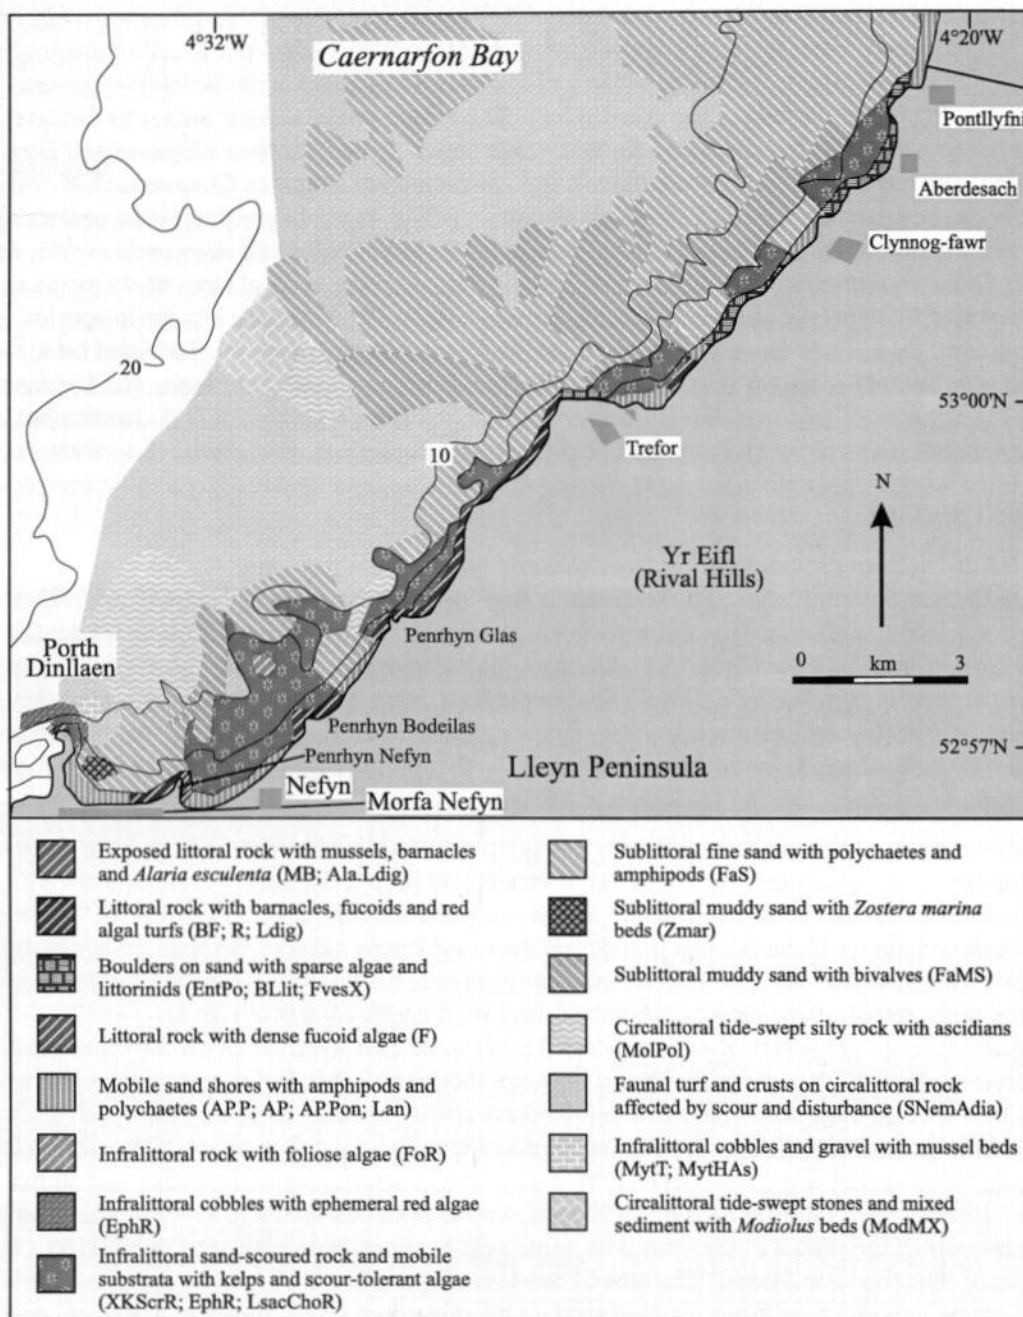 4°32'W
4°20'W
Caernarfon Bay
Pontllyfni
Aberdesach
Clynnog-fawr
20
53°00'N
Trefor
10
N
Yr Eifl
(Rival Hills)
Penrhyn Glas
Porth
Dinllaen
0 km 3
Penrhyn Bodeilas
52°57'N
Penrhyn Nefyn
Lleyn Peninsula
Nefyn
Morfa Nefyn
Exposed littoral rock with mussels, barnacles
and Alaria esculenta (MB; Ala.Ldig)
Littoral rock with barnacles, fucoids and red
algal turfs (BF; R; Ldig)
Boulders on sand with sparse algae and
littorinids (EntPo; BLlit; FvesX)
Littoral rock with dense fucoid algae (F)
Mobile sand shores with amphipods and
polychaetes (AP.P; AP; AP.Pon; Lan)
Infralittoral rock with foliose algae (FoR)
Infralittoral cobbles with ephemeral red algae
(EphR)
Infralittoral sand-scoured rock and mobile
substrata with kelps and scour-tolerant algae
(XKScrR; EphR; LsacChoR)
Sublittoral fine sand with polychaetes and
amphipods (FaS)
Sublittoral muddy sand with Zostera marina
beds (Zmar)
Sublittoral muddy sand with bivalves (FaMS)
Circalittoral tide-swept silty rock with ascidians
(MolPol)
Faunal turf and crusts on circalittoral rock
affected by scour and disturbance (SNemAdia)
Infralittoral cobbles and gravel with mussel beds
(MytT; MytHAs)
Circalittoral tide-swept stones and mixed
sediment with Modiolus beds (ModMX)